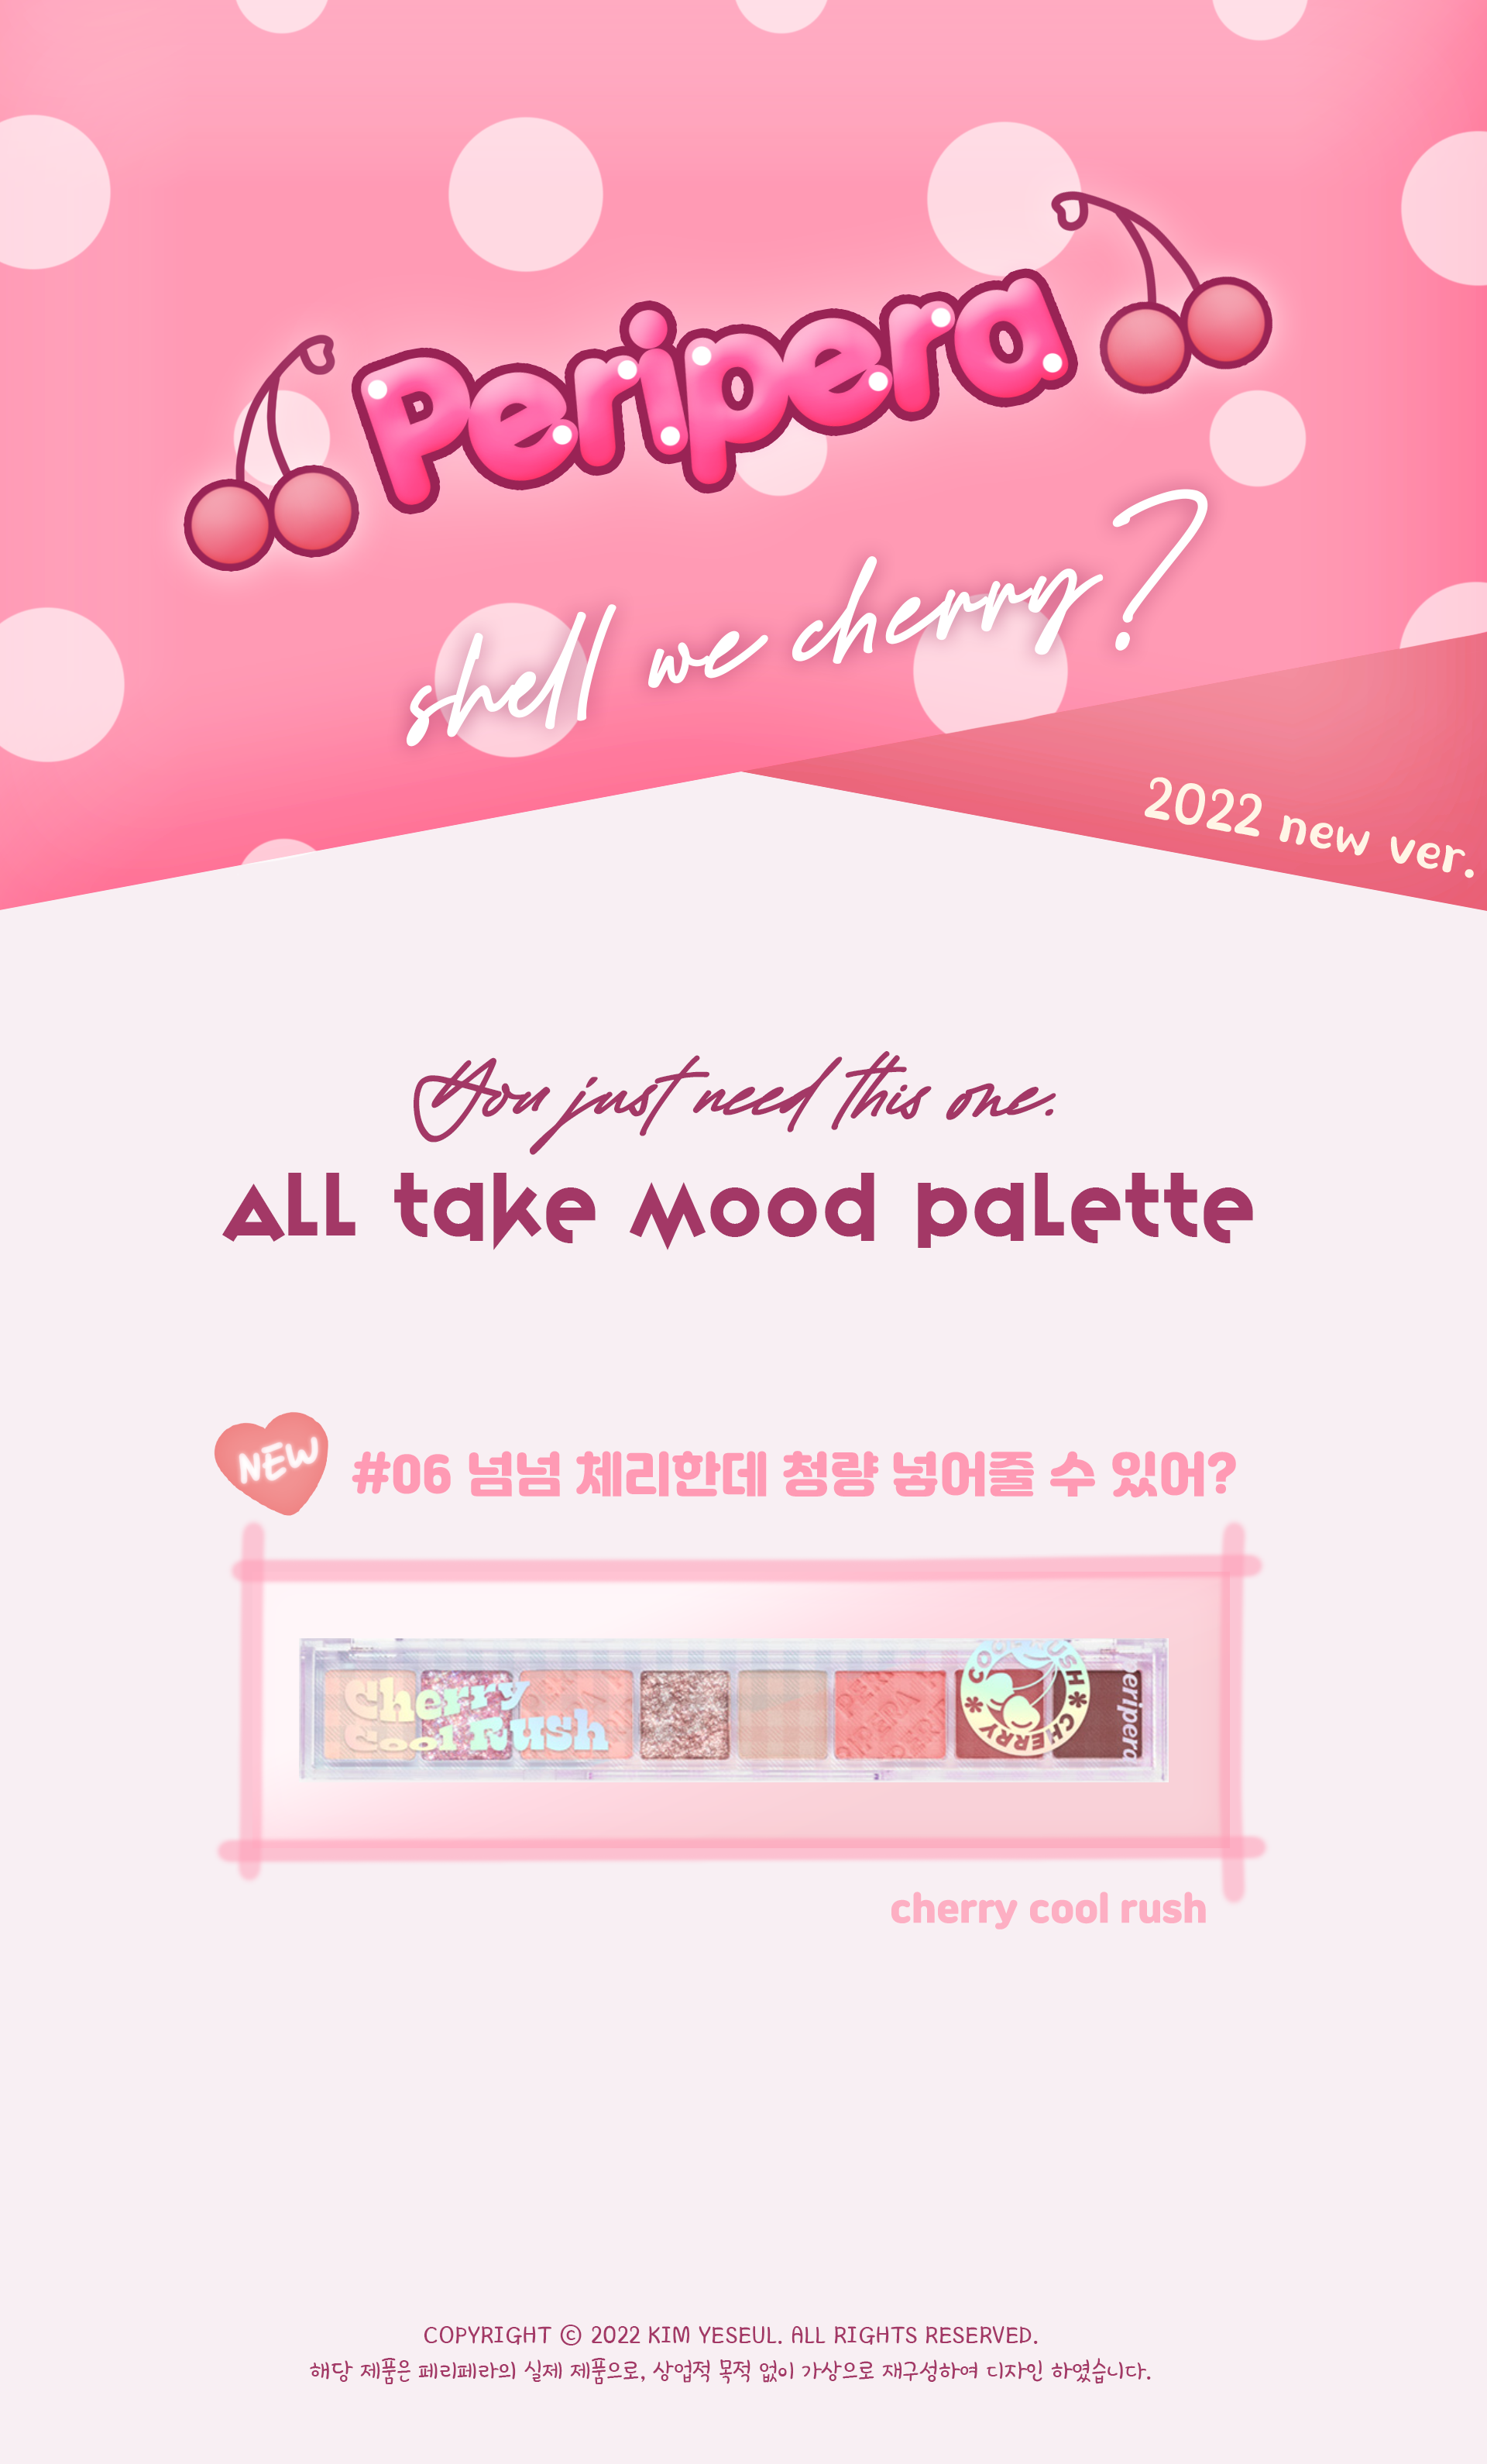 Peripera
shell we cherry?
2022 new ver.
You just need this one.
All take Mood palette
NEW
#06 넘넘 체리한데 청량 넣어줄 수 있어?
Cherry
Cool Rush
COOL RUSH * CHERRY *
peripera
PERIPERA
cherry cool rush
COPYRIGHT © 2022 KIM YESEUL. ALL RIGHTS RESERVED.
해당 제품은 페리페라의 실제 제품으로, 상업적 목적 없이 가상으로 재구성하여 디자인 하였습니다.